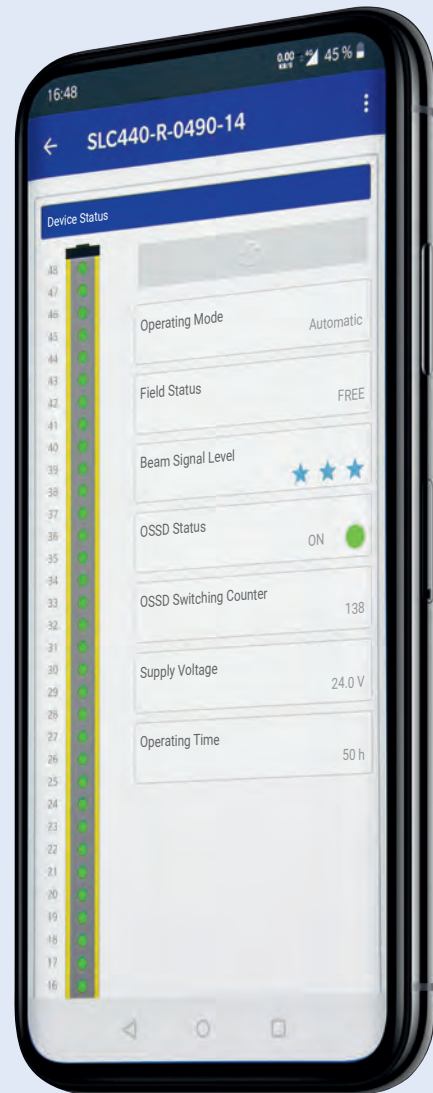 16:48
0.00 KB/S 4G 45 %
SLC440-R-0490-14
Device Status
48
47
46
45
44
43
42
41
40
39
38
37
36
35
34
33
32
31
30
29
28
27
26
25
24
23
22
21
20
19
18
17
16
Operating Mode
Automatic
Field Status
FREE
Beam Signal Level
OSSD Status
ON
OSSD Switching Counter
138
Supply Voltage
24.0 V
Operating Time
50 h